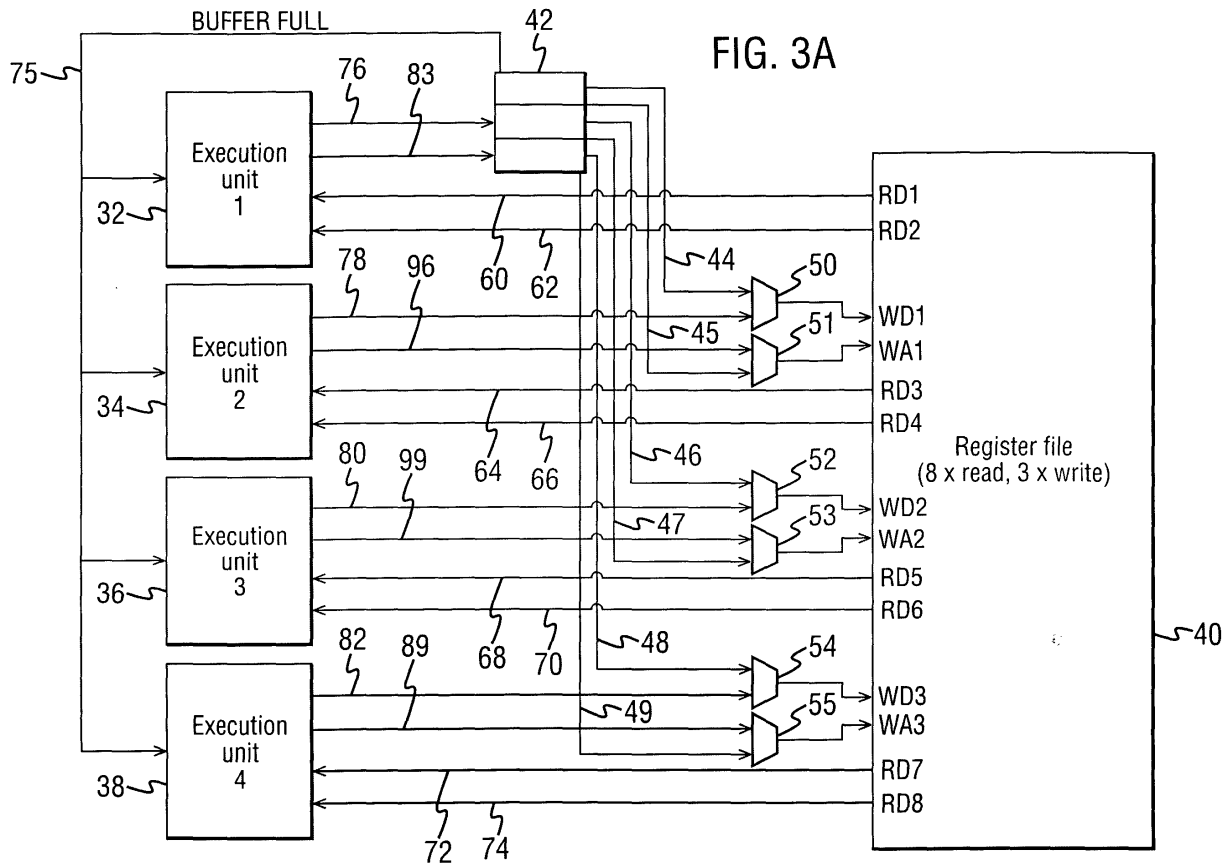 BUFFER FULL
42
FIG. 3A
75
76
83
Execution
unit
1
32
RD1
RD2
60
62
44
50
78
96
WD1
45
51
WA1
Execution
unit
2
34
RD3
RD4
64
66
46
80
99
52
Register file
(8 x read, 3 x write)
WD2
47
53
WA2
Execution
unit
3
36
RD5
RD6
68
70
48
40
82
89
54
WD3
49
55
WA3
Execution
unit
4
38
RD7
RD8
72
74